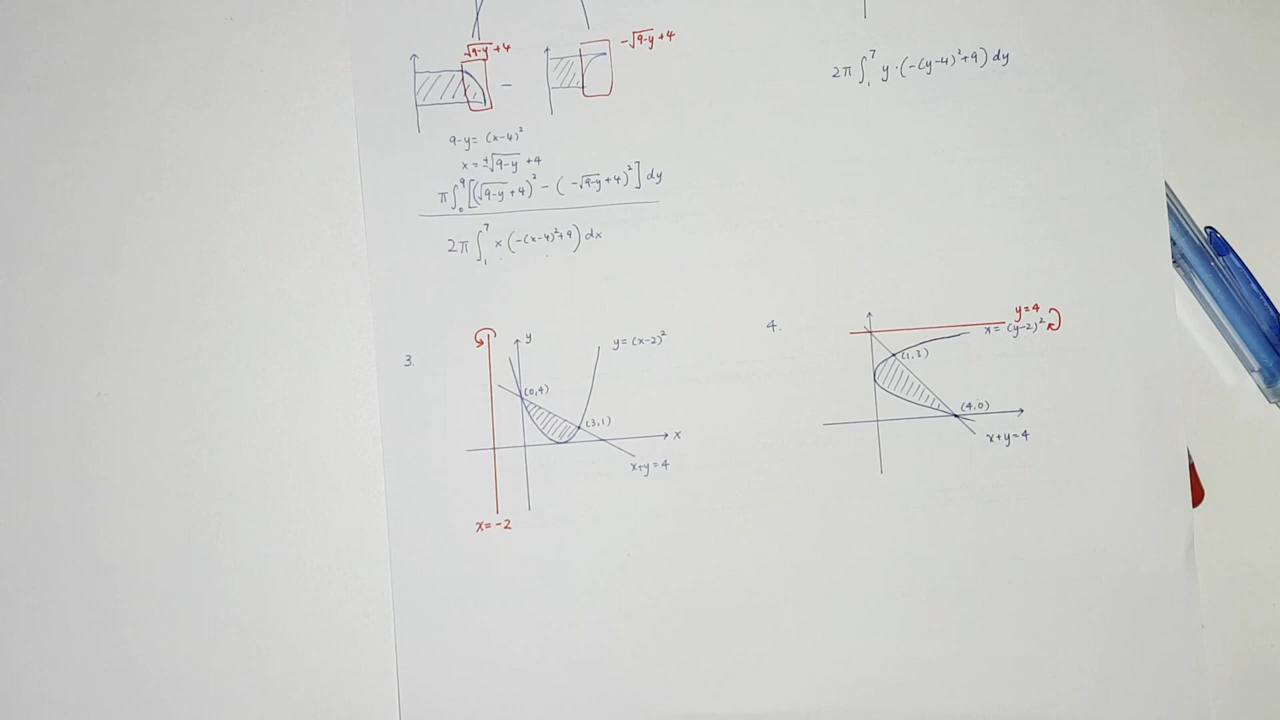 √9-y +4
-√9-y +4
-
9-y = (x-4)²
x = ±√9-y +4
π∫₀⁹[(√9-y +4)² - (-√9-y +4)²] dy
2π∫₁⁷ x (-(x-4)²+9) dx
2π∫₁⁷ y·(-(y-4)²+9) dy
3.
y
y = (x-2)²
(0,4)
(3,1)
x
x+y=4
x=-2
4.
y=4
x = (y-2)²
(1,3)
(4,0)
x+y=4